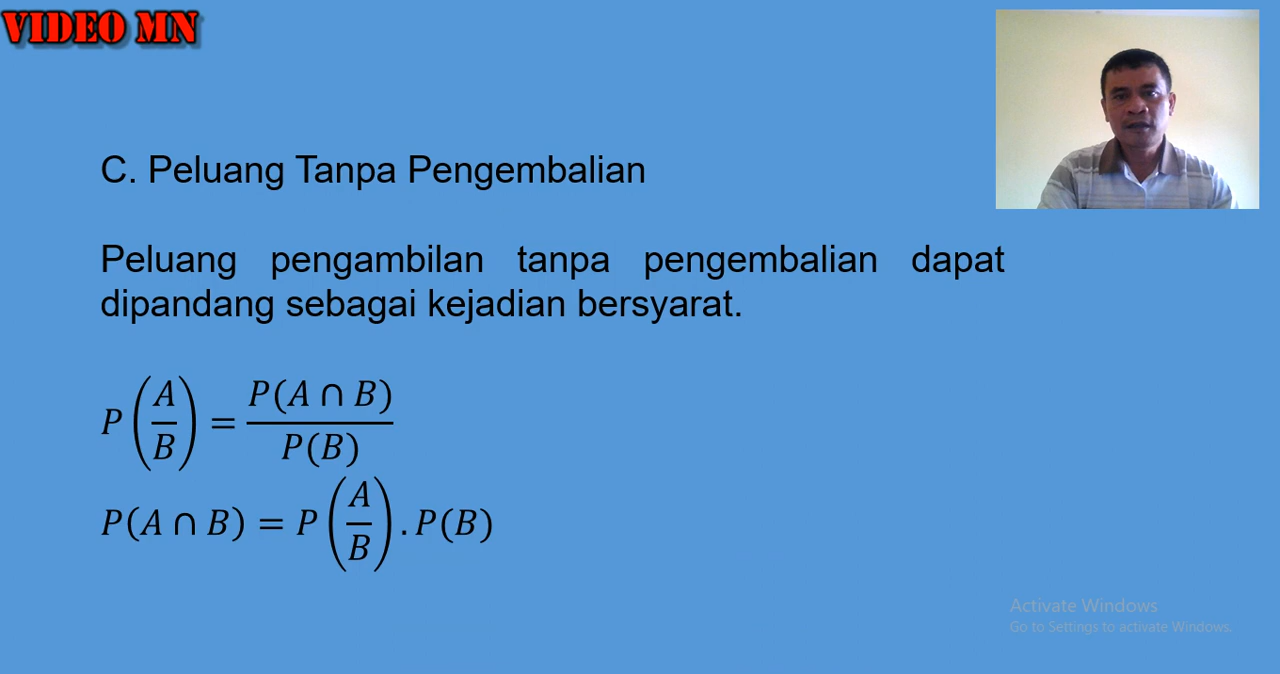 VIDEO MN
C. Peluang Tanpa Pengembalian
Peluang pengambilan tanpa pengembalian dapat
dipandang sebagai kejadian bersyarat.
P(A/B) = P(A ∩ B)/P(B)
P(A ∩ B) = P(A/B) . P(B)
Activate Windows
Go to Settings to activate Windows.